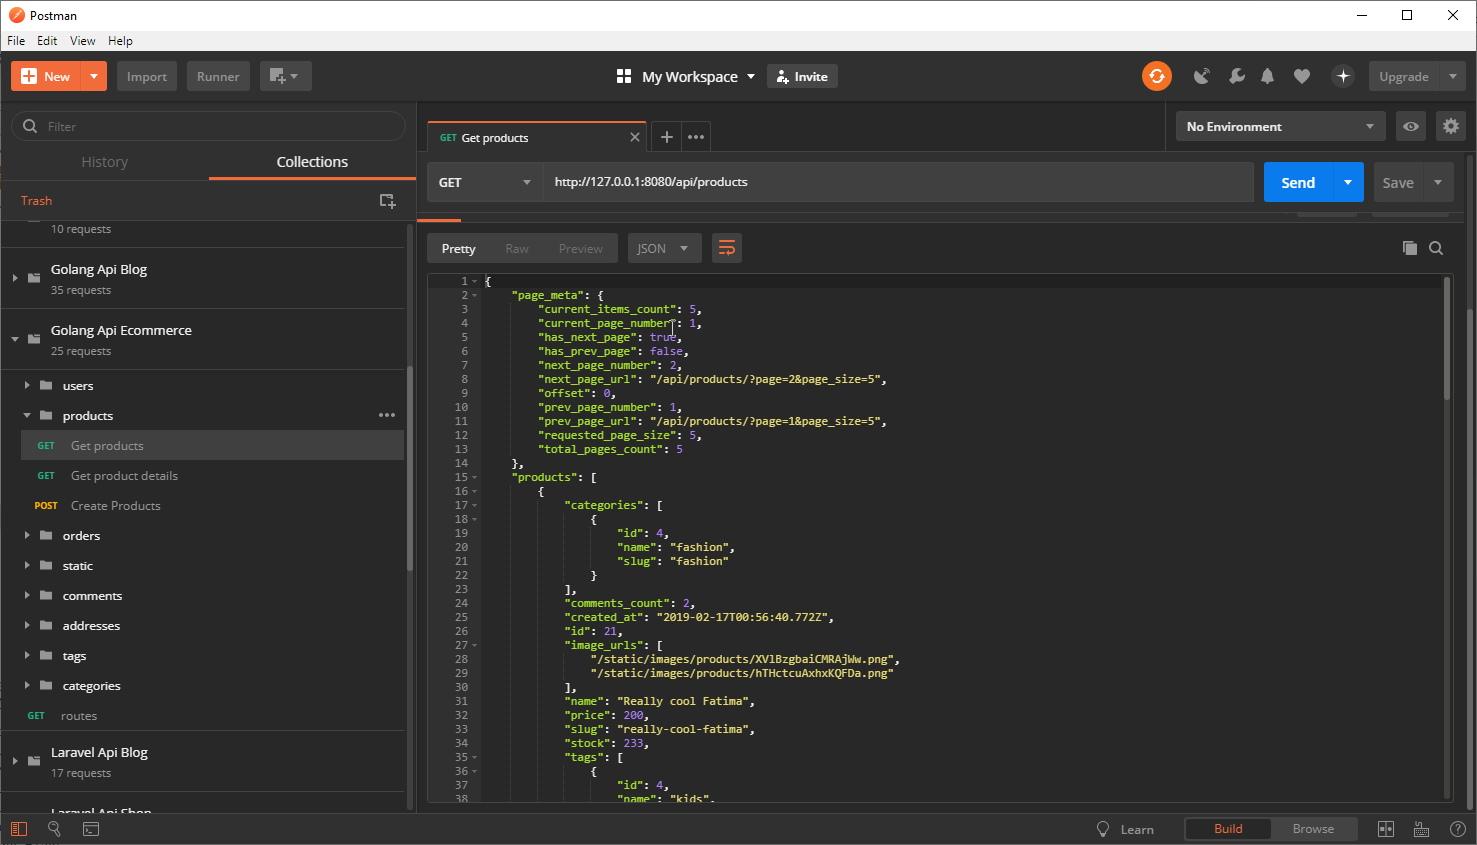 Postman
File Edit View Help
New Import Runner My Workspace Invite Upgrade
Filter
History Collections
Trash
10 requests
Golang Api Blog
35 requests
Golang Api Ecommerce
25 requests
users
products
GET Get products
GET Get product details
POST Create Products
orders
static
comments
addresses
tags
categories
GET routes
Laravel Api Blog
17 requests
Laravel Api Shop
GET Get products
No Environment
GET http://127.0.0.1:8080/api/products Send Save
Pretty Raw Preview JSON
1 {
2 "page_meta": {
3 "current_items_count": 5,
4 "current_page_number": 1,
5 "has_next_page": true,
6 "has_prev_page": false,
7 "next_page_number": 2,
8 "next_page_url": "/api/products/?page=2&page_size=5",
9 "offset": 0,
10 "prev_page_number": 1,
11 "prev_page_url": "/api/products/?page=1&page_size=5",
12 "requested_page_size": 5,
13 "total_pages_count": 5
14 },
15 "products": [
16 {
17 "categories": [
18 {
19 "id": 4,
20 "name": "fashion",
21 "slug": "fashion"
22 }
23 ],
24 "comments_count": 2,
25 "created_at": "2019-02-17T00:56:40.772Z",
26 "id": 21,
27 "image_urls": [
28 "/static/images/products/XVlBzgbaiCMRAjWw.png",
29 "/static/images/products/hTHctcuAxhxKQFDa.png"
30 ],
31 "name": "Really cool Fatima",
32 "price": 200,
33 "slug": "really-cool-fatima",
34 "stock": 233,
35 "tags": [
36 {
37 "id": 4,
38 "name": "kids",
Learn Build Browse